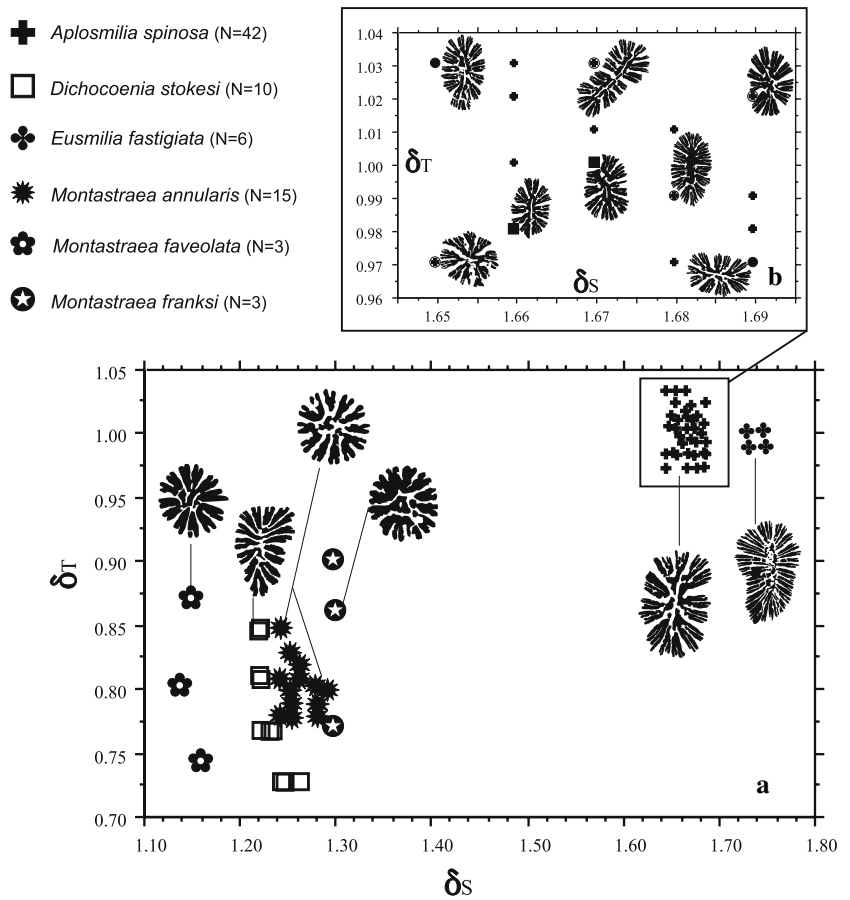 Aplosmilia spinosa (N=42)
Dichocoenia stokesi (N=10)
Eusmilia fastigiata (N=6)
Montastraea annularis (N=15)
Montastraea faveolata (N=3)
Montastraea franksi (N=3)
1.04
1.03
1.02
1.01
1.00
0.99
0.98
0.97
0.96
δT
δS
b
1.65 1.66 1.67 1.68 1.69
1.05
1.00
0.95
0.90
0.85
0.80
0.75
0.70
δT
a
1.10 1.20 1.30 1.40 1.50 1.60 1.70 1.80
δS